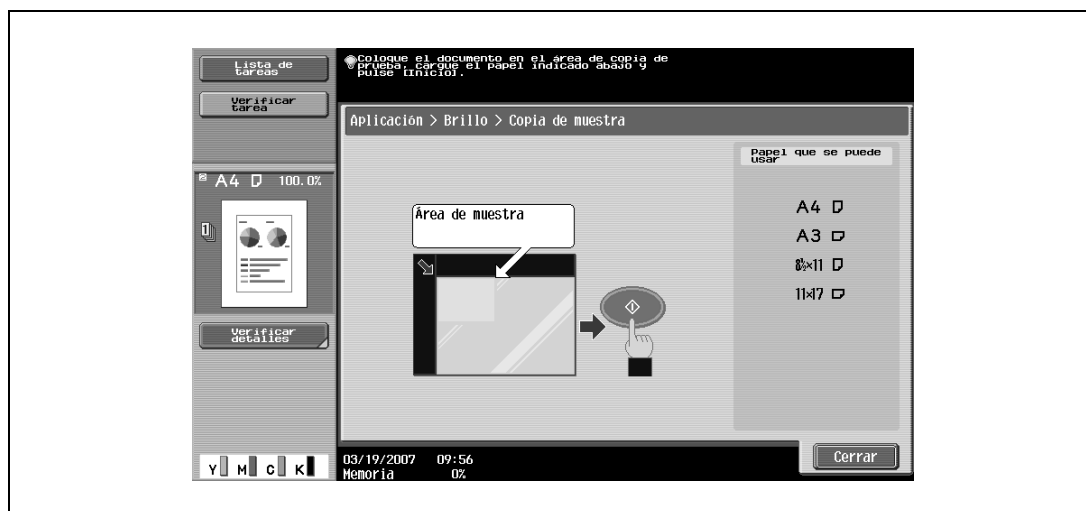 Lista de
tareas
Verificar
tarea
Coloque el documento en el área de copia de
prueba, cargue el papel indicado abajo y
pulse [Inicio].
Aplicación > Brillo > Copia de muestra
A4 100.0%
1
Verificar
detalles
Área de muestra
Papel que se puede
usar
A4
A3
8½×11
11×17
Y M C K
03/19/2007 09:56
Memoria 0%
Cerrar